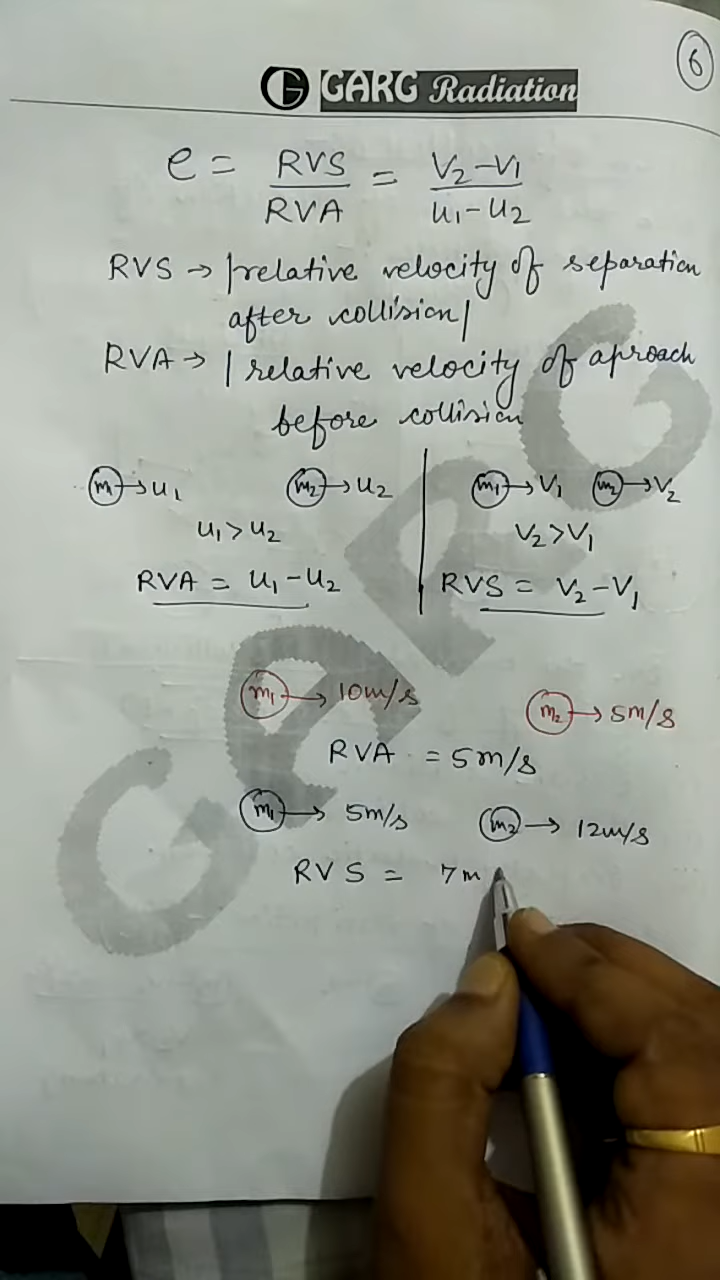 6
GARG Radiation
e = RVS/RVA = V2-V1/u1-u2
RVS → |relative velocity of separation
after collision|
RVA → | relative velocity of aproach
before collision
m1 → u1 m2 → u2 m1 → V1 m2 → V2
u1 > u2 V2 > V1
RVA = u1 - u2 RVS = V2 - V1
m1 → 10m/s m2 → 5m/s
RVA = 5m/s
m1 → 5m/s m2 → 12m/s
RVS = 7m
GARG